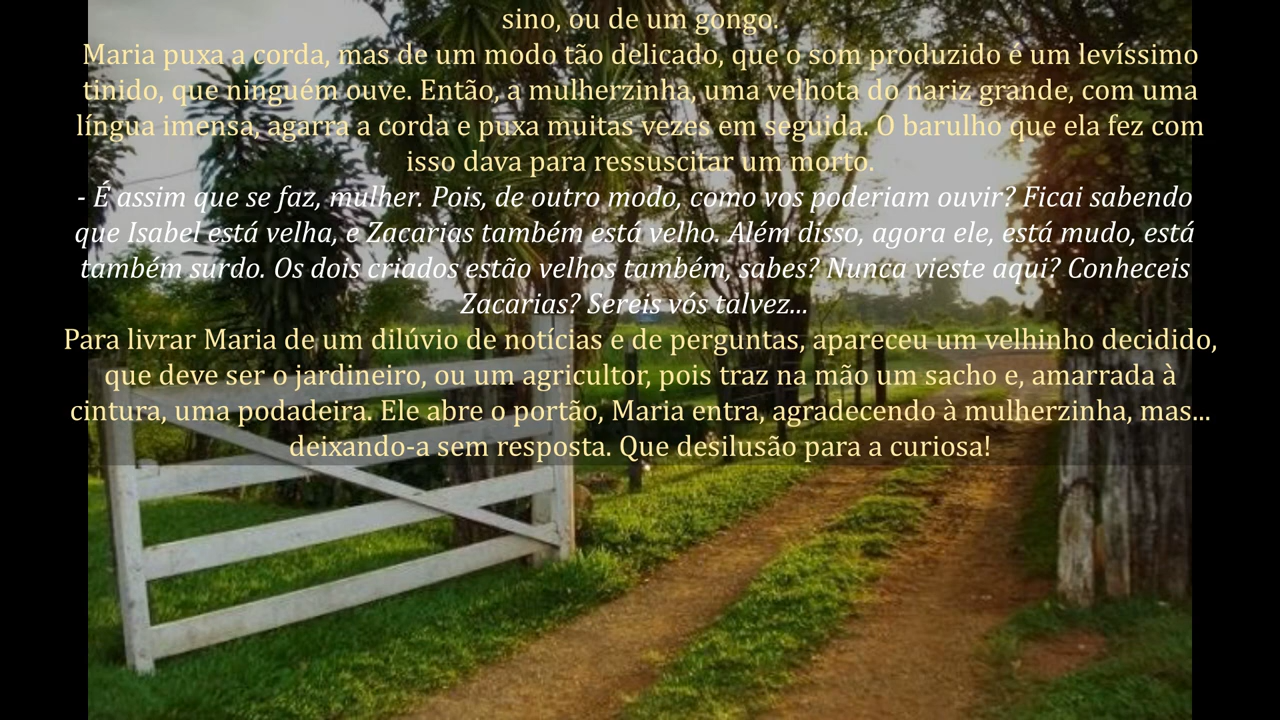 sino, ou de um gongo.
Maria puxa a corda, mas de um modo tão delicado, que o som produzido é um levíssimo
tinido, que ninguém ouve. Então, a mulherzinha, uma velhota do nariz grande, com uma
língua imensa, agarra a corda e puxa muitas vezes em seguida. O barulho que ela fez com
isso dava para ressuscitar um morto.
- É assim que se faz, mulher. Pois, de outro modo, como vos poderiam ouvir? Ficai sabendo
que Isabel está velha, e Zacarias também está velho. Além disso, agora ele, está mudo, está
também surdo. Os dois criados estão velhos também, sabes? Nunca vieste aqui? Conheceis
Zacarias? Sereis vós talvez...
Para livrar Maria de um dilúvio de notícias e de perguntas, apareceu um velhinho decidido,
que deve ser o jardineiro, ou um agricultor, pois traz na mão um sacho e, amarrada à
cintura, uma podadeira. Ele abre o portão, Maria entra, agradecendo à mulherzinha, mas...
deixando-a sem resposta. Que desilusão para a curiosa!